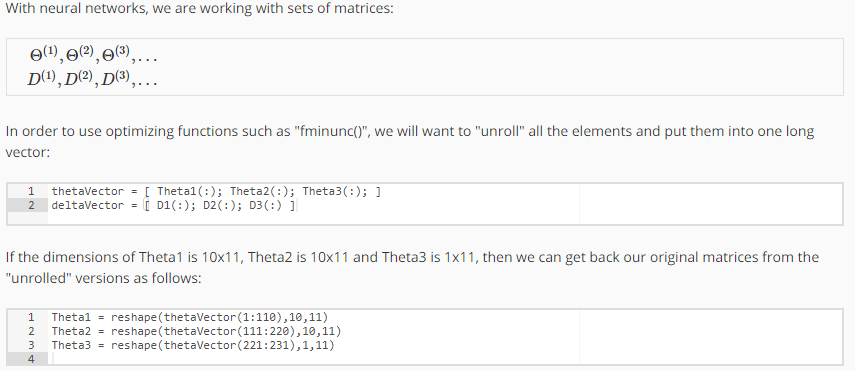 With neural networks, we are working with sets of matrices:
Θ(1), Θ(2), Θ(3), ...
D(1), D(2), D(3), ...
In order to use optimizing functions such as "fminunc()", we will want to "unroll" all the elements and put them into one long
vector:
1 thetaVector = [ Theta1(:); Theta2(:); Theta3(:); ]
2 deltaVector = [ D1(:); D2(:); D3(:) ]
If the dimensions of Theta1 is 10x11, Theta2 is 10x11 and Theta3 is 1x11, then we can get back our original matrices from the
"unrolled" versions as follows:
1 Theta1 = reshape(thetaVector(1:110),10,11)
2 Theta2 = reshape(thetaVector(111:220),10,11)
3 Theta3 = reshape(thetaVector(221:231),1,11)
4